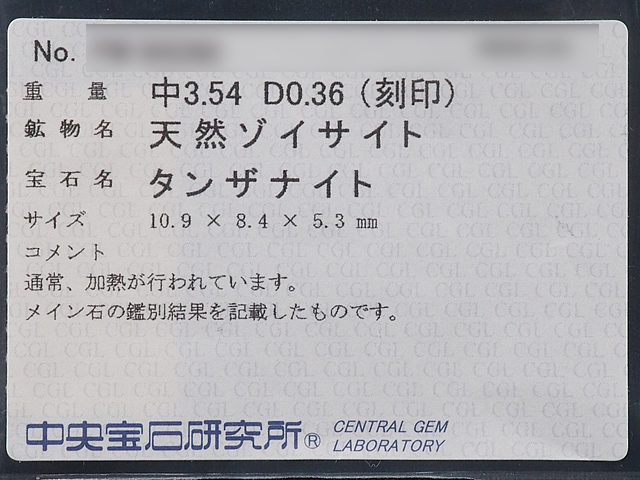 No.
重量 中3.54 D0.36（刻印）
鉱物名 天然ゾイサイト
宝石名 タンザナイト
サイズ 10.9 × 8.4 × 5.3 mm
コメント
通常、加熱が行われています。
メイン石の鑑別結果を記載したものです。
中央宝石研究所® CENTRAL GEM
LABORATORY